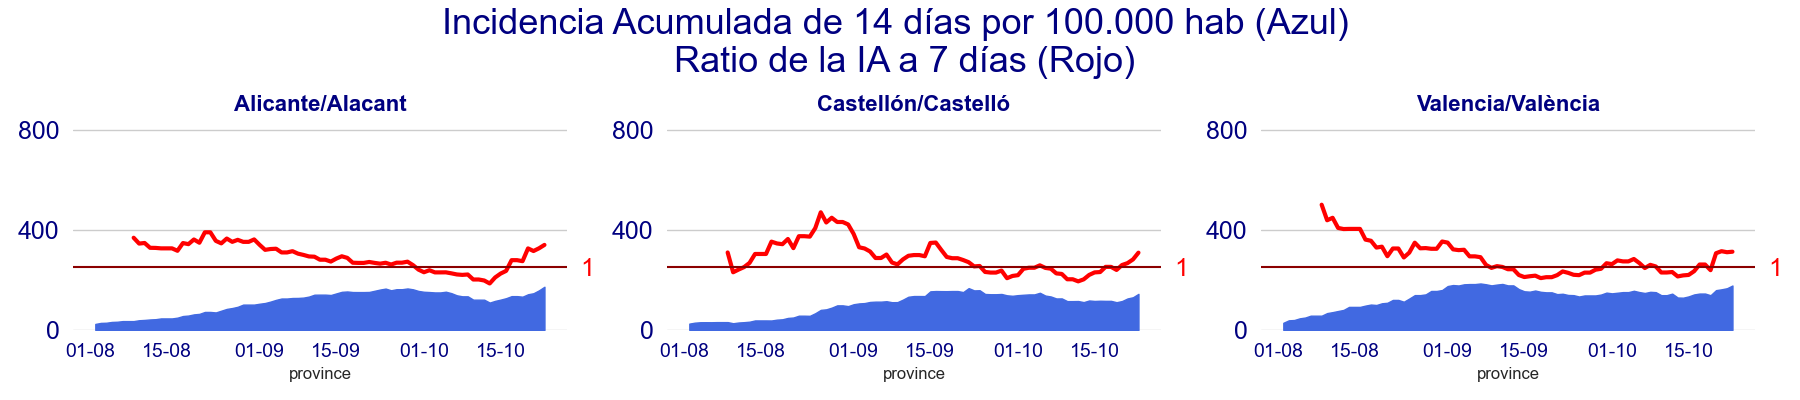 Incidencia Acumulada de 14 días por 100.000 hab (Azul)
Ratio de la IA a 7 días (Rojo)
Alicante/Alacant
800
400
0
1
01-08 15-08 01-09 15-09 01-10 15-10
province
Castellón/Castelló
800
400
0
1
01-08 15-08 01-09 15-09 01-10 15-10
province
Valencia/València
800
400
0
1
01-08 15-08 01-09 15-09 01-10 15-10
province